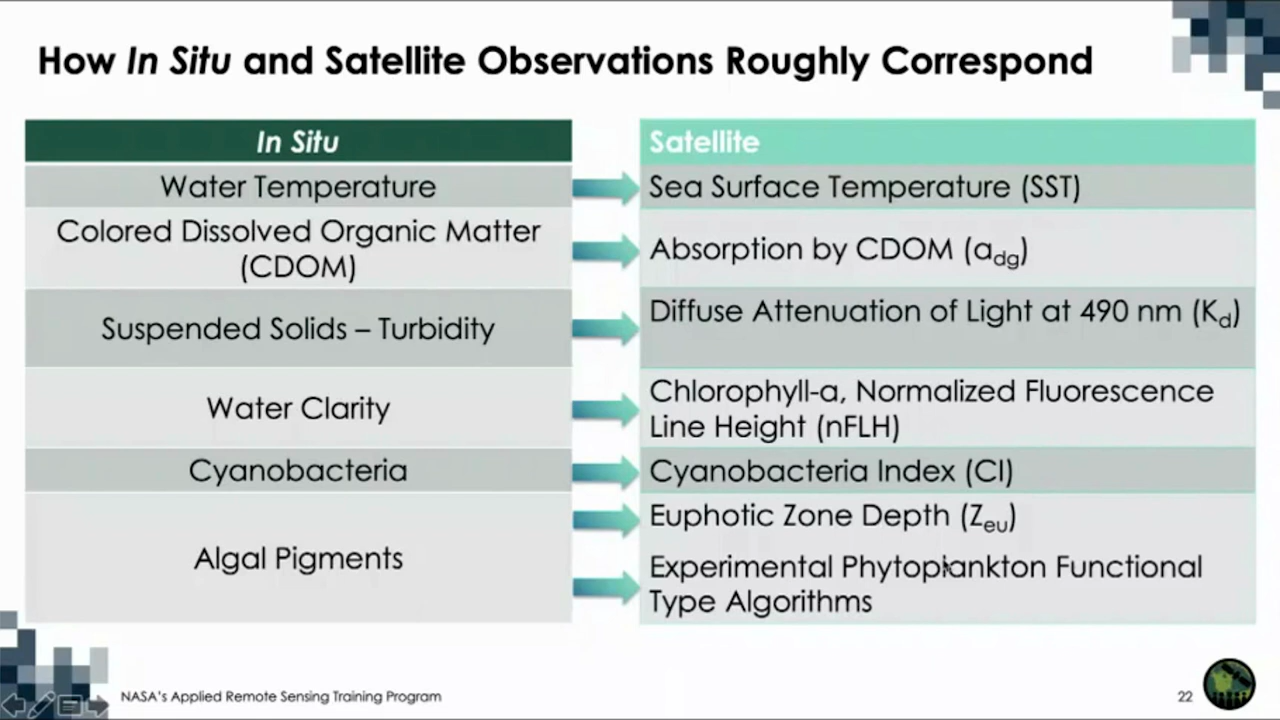 How In Situ and Satellite Observations Roughly Correspond
In Situ
Satellite
Water Temperature
Sea Surface Temperature (SST)
Colored Dissolved Organic Matter
(CDOM)
Absorption by CDOM (adg)
Suspended Solids – Turbidity
Diffuse Attenuation of Light at 490 nm (Kd)
Water Clarity
Chlorophyll-a, Normalized Fluorescence
Line Height (nFLH)
Cyanobacteria
Cyanobacteria Index (CI)
Algal Pigments
Euphotic Zone Depth (Zeu)
Experimental Phytoplankton Functional
Type Algorithms
NASA's Applied Remote Sensing Training Program
22